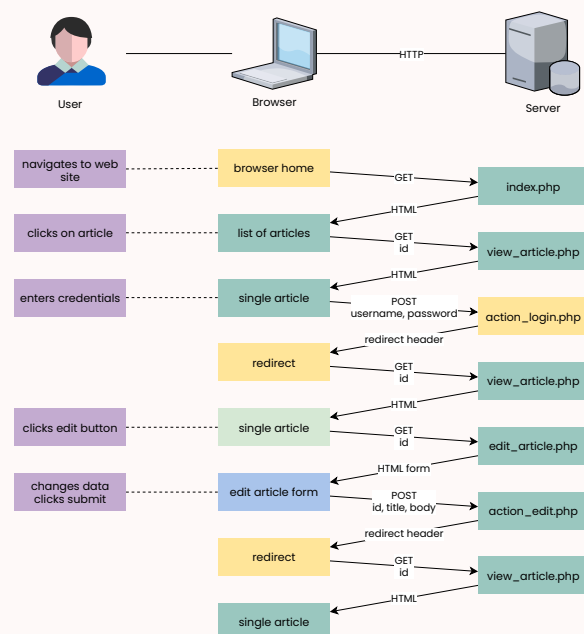 HTTP
User
Browser
Server
navigates to web
site
browser home
GET
index.php
HTML
clicks on article
list of articles
GET
id
view_article.php
HTML
enters credentials
single article
POST
username, password
action_login.php
redirect header
redirect
GET
id
view_article.php
HTML
clicks edit button
single article
GET
id
edit_article.php
HTML form
changes data
clicks submit
edit article form
POST
id, title, body
action_edit.php
redirect header
redirect
GET
id
view_article.php
HTML
single article